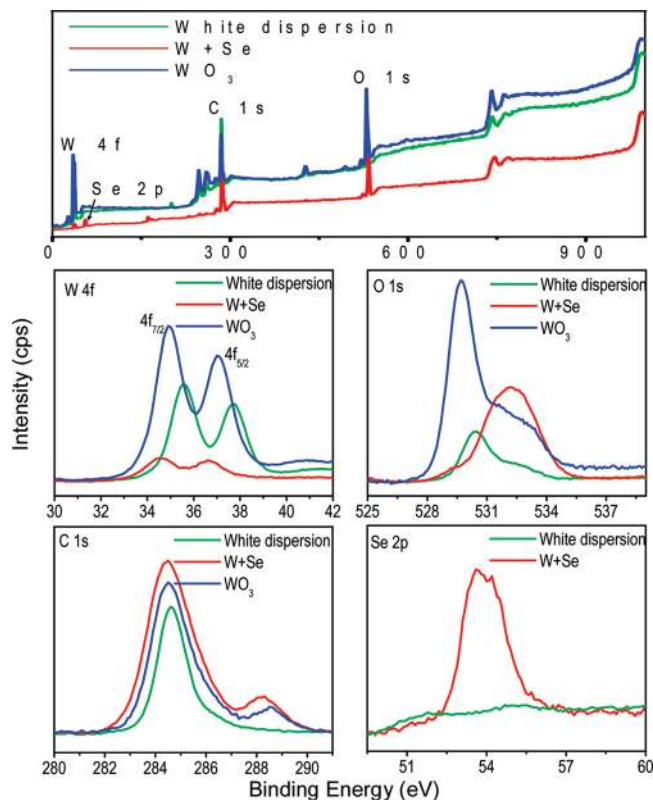 W hite dispersion
W + Se
W O₃
O 1s
C 1s
W 4f
Se 2p
0 300 600 900
Intensity (cps)
W 4f
White dispersion
W+Se
WO₃
4f₇/₂
4f₅/₂
30 32 34 36 38 40 42
O 1s
White dispersion
W+Se
WO₃
525 528 531 534 537
C 1s
White dispersion
W+Se
WO₃
280 282 284 286 288 290
Se 2p
White dispersion
W+Se
51 54 57 60
Binding Energy (eV)